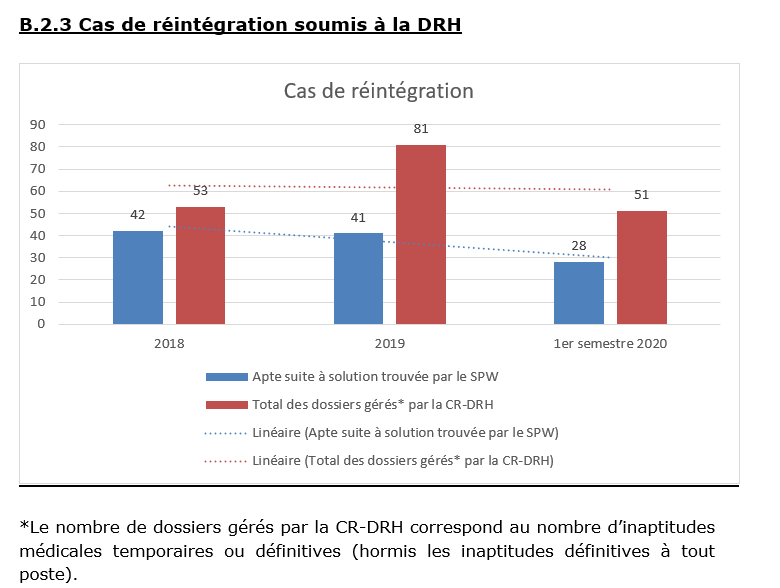 B.2.3 Cas de réintégration soumis à la DRH
Cas de réintégration
90
80
70
60
50
40
30
20
10
0
42
53
41
81
28
51
2018
2019
1er semestre 2020
Apte suite à solution trouvée par le SPW
Total des dossiers gérés* par la CR-DRH
Linéaire (Apte suite à solution trouvée par le SPW)
Linéaire (Total des dossiers gérés* par la CR-DRH)
*Le nombre de dossiers gérés par la CR-DRH correspond au nombre d’inaptitudes
médicales temporaires ou définitives (hormis les inaptitudes définitives à tout
poste).